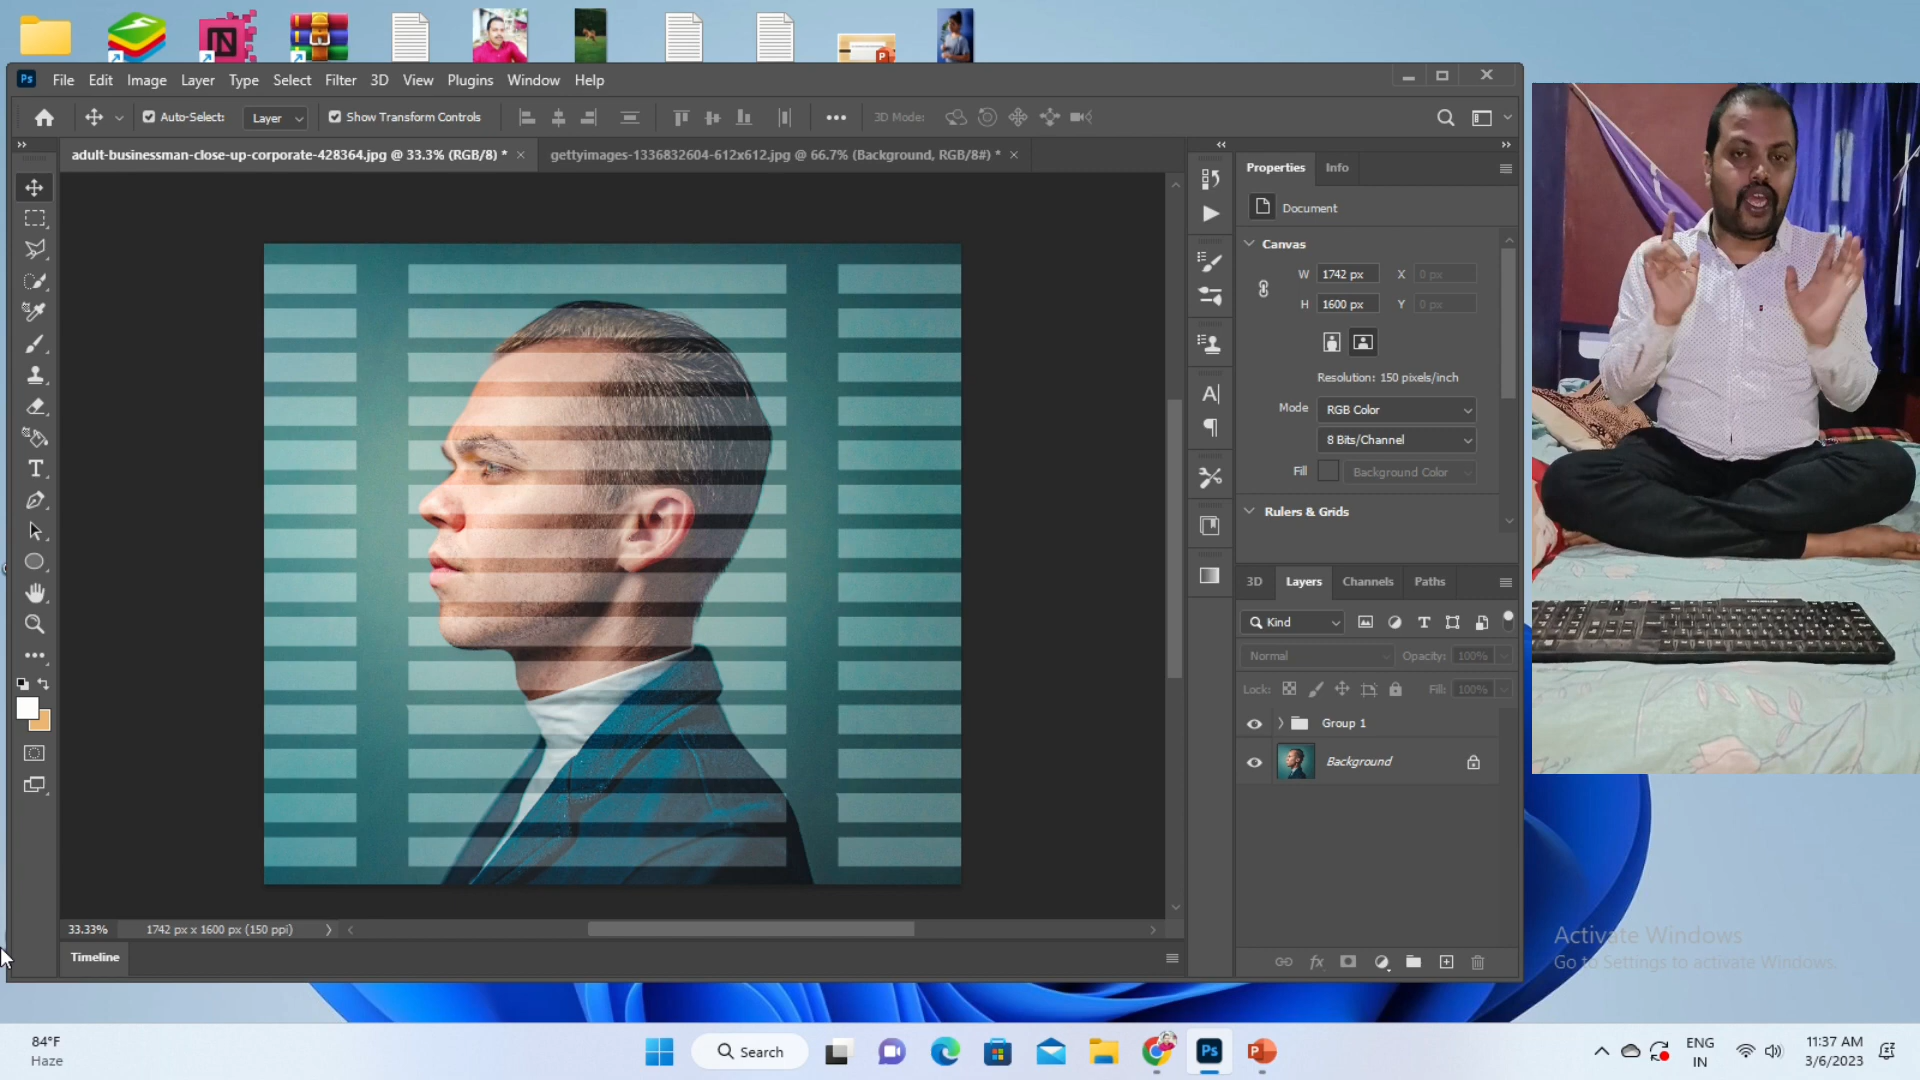 Ps File Edit Image Layer Type Select Filter 3D View Plugins Window Help
Auto-Select: Layer Show Transform Controls 3D Mode:
adult-businessman-close-up-corporate-428364.jpg @ 33.3% (RGB/8) * gettyimages-1336832604-612x612.jpg @ 66.7% (Background, RGB/8#) *
Properties Info
Document
Canvas
W 1742 px X 0 px
H 1600 px Y 0 px
Resolution: 150 pixels/inch
Mode RGB Color
8 Bits/Channel
Fill Background Color
Rulers & Grids
3D Layers Channels Paths
Kind
Normal Opacity: 100%
Lock: Fill: 100%
Group 1
Background
33.33% 1742 px x 1600 px (150 ppi)
Timeline
Activate Windows
Go to Settings to activate Windows.
84°F
Haze
Search
Ps
ENG
IN
11:37 AM
3/6/2023